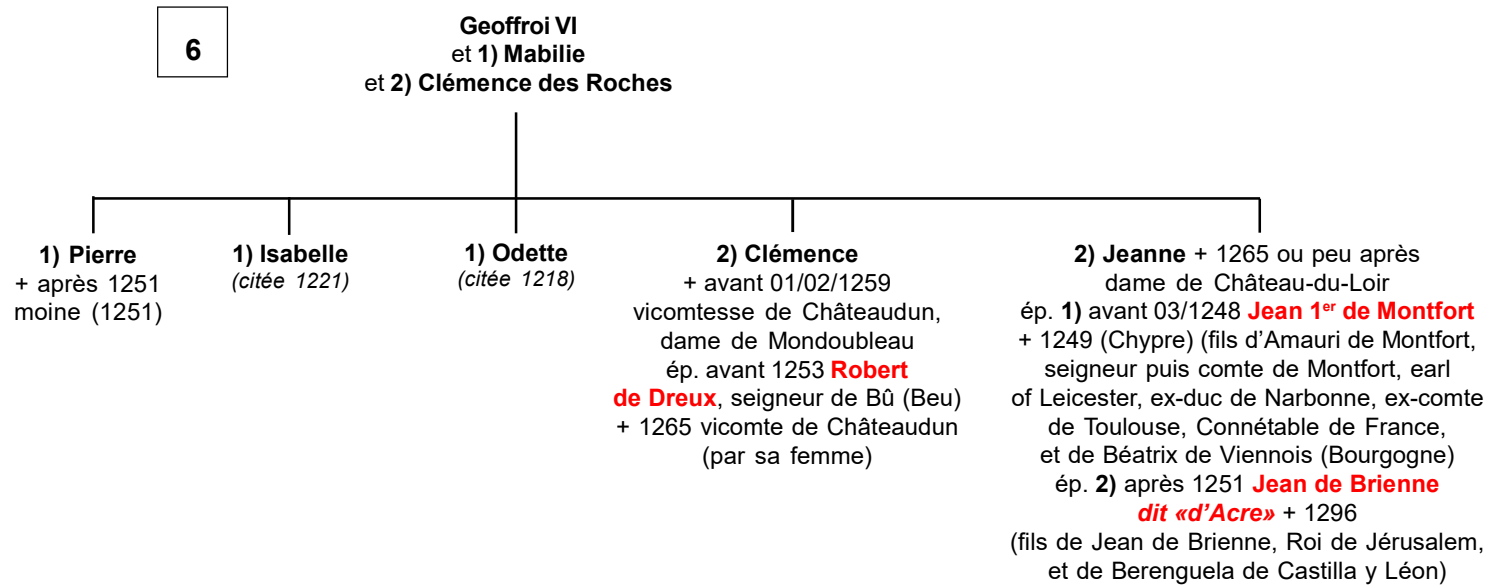 6
Geoffroi VI
et 1) Mabilie
et 2) Clémence des Roches
1) Pierre
+ après 1251
moine (1251)
1) Isabelle
(citée 1221)
1) Odette
(citée 1218)
2) Clémence
+ avant 01/02/1259
vicomtesse de Châteaudun,
dame de Mondoubleau
ép. avant 1253 Robert
de Dreux, seigneur de Bû (Beu)
+ 1265 vicomte de Châteaudun
(par sa femme)
2) Jeanne + 1265 ou peu après
dame de Château-du-Loir
ép. 1) avant 03/1248 Jean 1er de Montfort
+ 1249 (Chypre) (fils d’Amauri de Montfort,
seigneur puis comte de Montfort, earl
of Leicester, ex-duc de Narbonne, ex-comte
de Toulouse, Connétable de France,
et de Béatrix de Viennois (Bourgogne)
ép. 2) après 1251 Jean de Brienne
dit «d’Acre» + 1296
(fils de Jean de Brienne, Roi de Jérusalem,
et de Berenguela de Castilla y Léon)